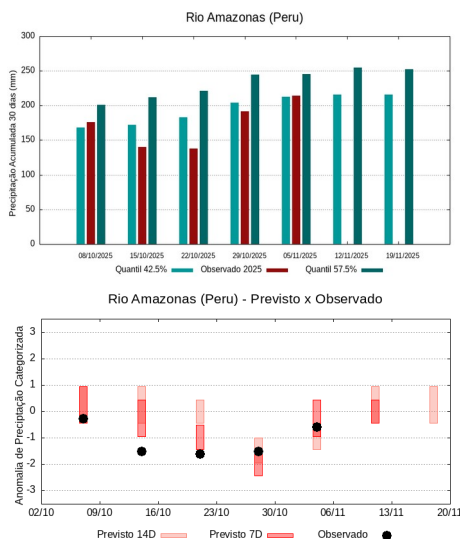 Rio Amazonas (Peru)
Precipitação Acumulada 30 dias (mm)
300
250
200
150
100
50
0
08/10/2025 15/10/2025 22/10/2025 29/10/2025 05/11/2025 12/11/2025 19/11/2025
Quantil 42.5% Observado 2025 Quantil 57.5%
Rio Amazonas (Peru) - Previsto x Observado
Anomalia de Preciptação Categorizada
3
2
1
0
-1
-2
-3
02/10 09/10 16/10 23/10 30/10 06/11 13/11 20/11
Previsto 14D Previsto 7D Observado